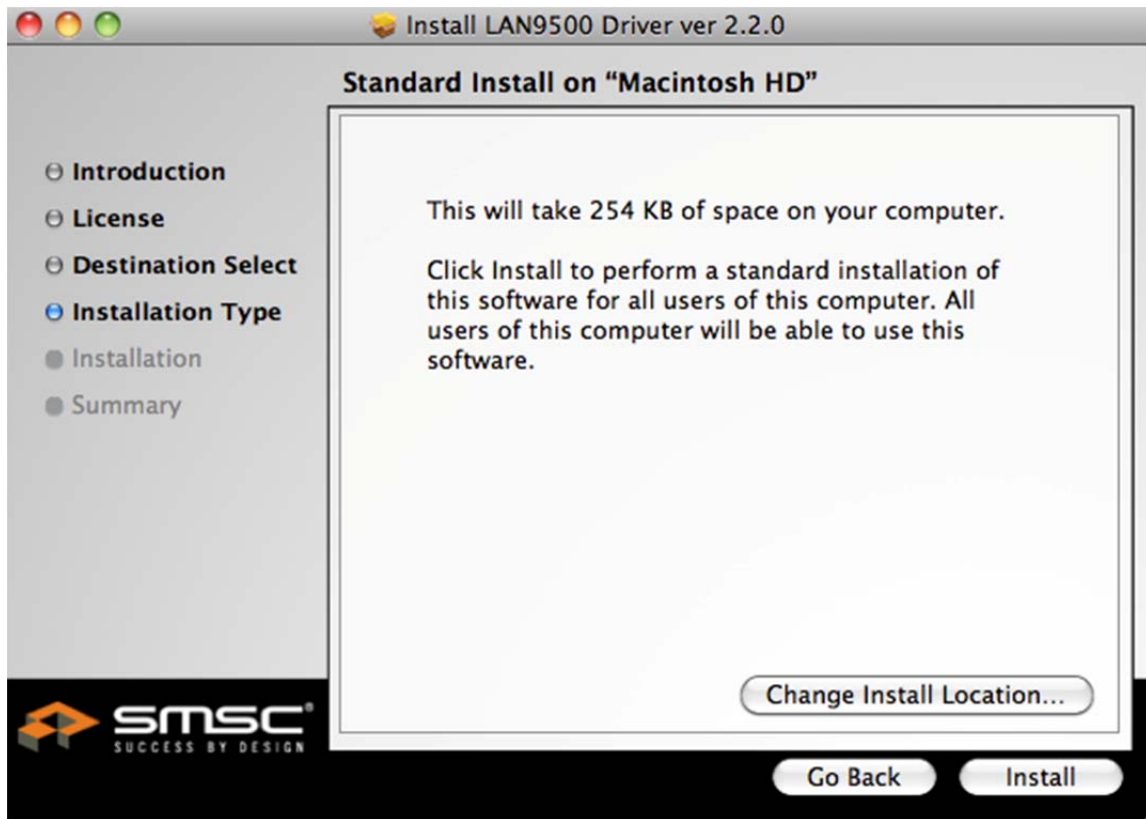 Install LAN9500 Driver ver 2.2.0
Standard Install on “Macintosh HD”
Introduction
License
Destination Select
Installation Type
Installation
Summary
This will take 254 KB of space on your computer.
Click Install to perform a standard installation of
this software for all users of this computer. All
users of this computer will be able to use this
software.
Change Install Location...
smsc®
SUCCESS BY DESIGN
Go Back
Install